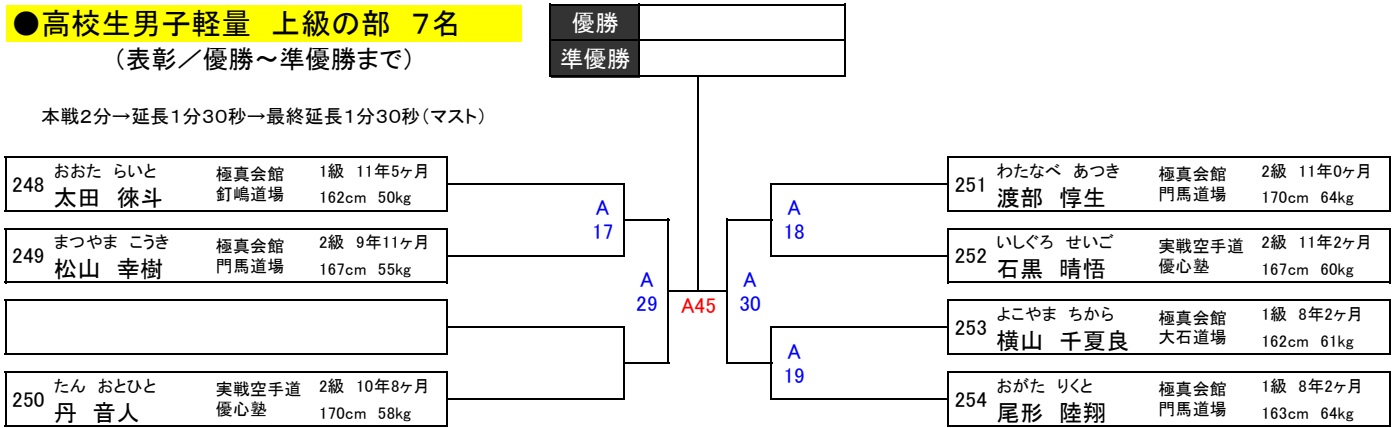 ●高校生男子軽量 上級の部 7名
(表彰／優勝～準優勝まで)
優勝
準優勝
本戦2分→延長1分30秒→最終延長1分30秒(マスト)
248 おおた らいと 極真会館 1級 11年5ヶ月
太田 徠斗 釘嶋道場 162cm 50kg
249 まつやま こうき 極真会館 2級 9年11ヶ月
松山 幸樹 門馬道場 167cm 55kg
250 たん おとひと 実戦空手道 2級 10年8ヶ月
丹 音人 優心塾 170cm 58kg
A
17
A
29
A45
A
30
A
18
A
19
251 わたなべ あつき 極真会館 2級 11年0ヶ月
渡部 惇生 門馬道場 170cm 64kg
252 いしぐろ せいご 実戦空手道 2級 11年2ヶ月
石黒 晴悟 優心塾 167cm 60kg
253 よこやま ちから 極真会館 1級 8年2ヶ月
横山 千夏良 大石道場 162cm 61kg
254 おがた りくと 極真会館 1級 8年2ヶ月
尾形 陸翔 門馬道場 163cm 64kg